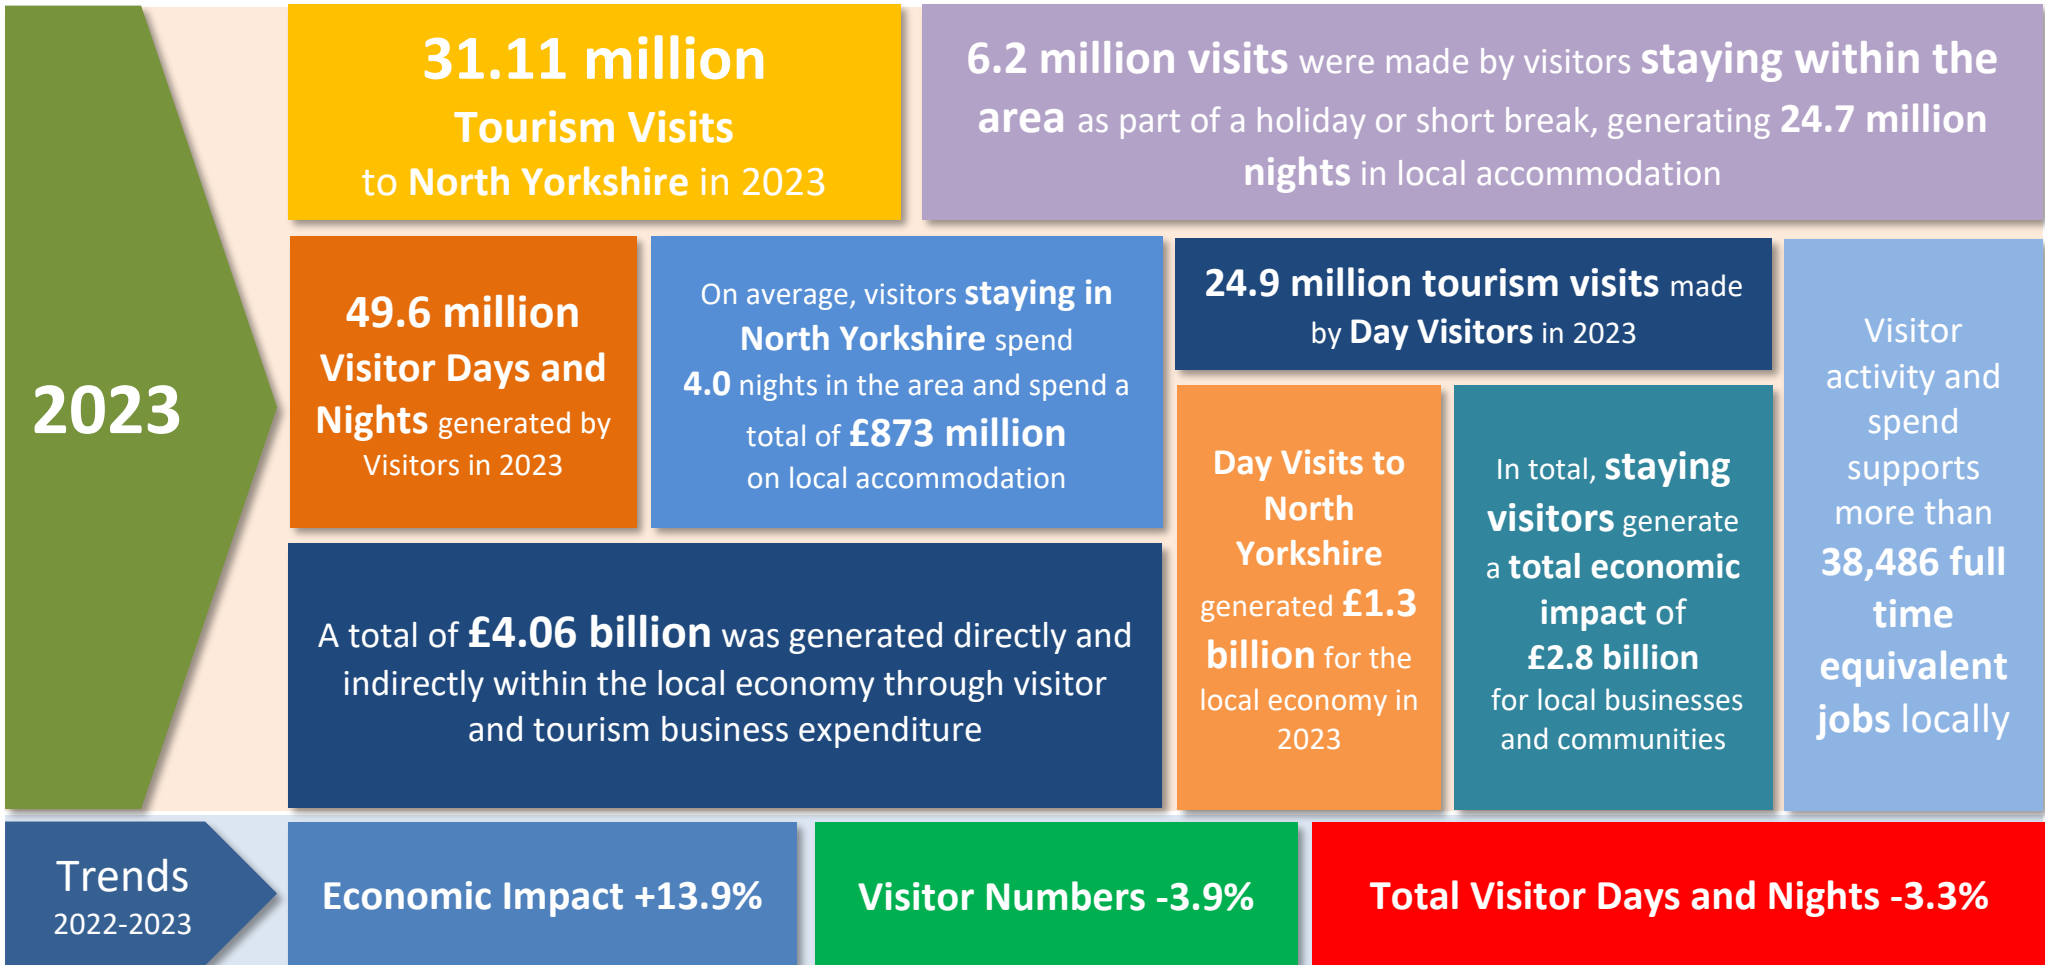 2023
31.11 million
Tourism Visits
to North Yorkshire in 2023
6.2 million visits were made by visitors staying within the
area as part of a holiday or short break, generating 24.7 million
nights in local accommodation
49.6 million
Visitor Days and
Nights generated by
Visitors in 2023
On average, visitors staying in
North Yorkshire spend
4.0 nights in the area and spend a
total of £873 million
on local accommodation
24.9 million tourism visits made
by Day Visitors in 2023
Day Visits to
North
Yorkshire
generated £1.3
billion for the
local economy in
2023
In total, staying
visitors generate
a total economic
impact of
£2.8 billion
for local businesses
and communities
Visitor
activity and
spend
supports
more than
38,486 full
time
equivalent
jobs locally
A total of £4.06 billion was generated directly and
indirectly within the local economy through visitor
and tourism business expenditure
Trends
2022-2023
Economic Impact +13.9%
Visitor Numbers -3.9%
Total Visitor Days and Nights -3.3%